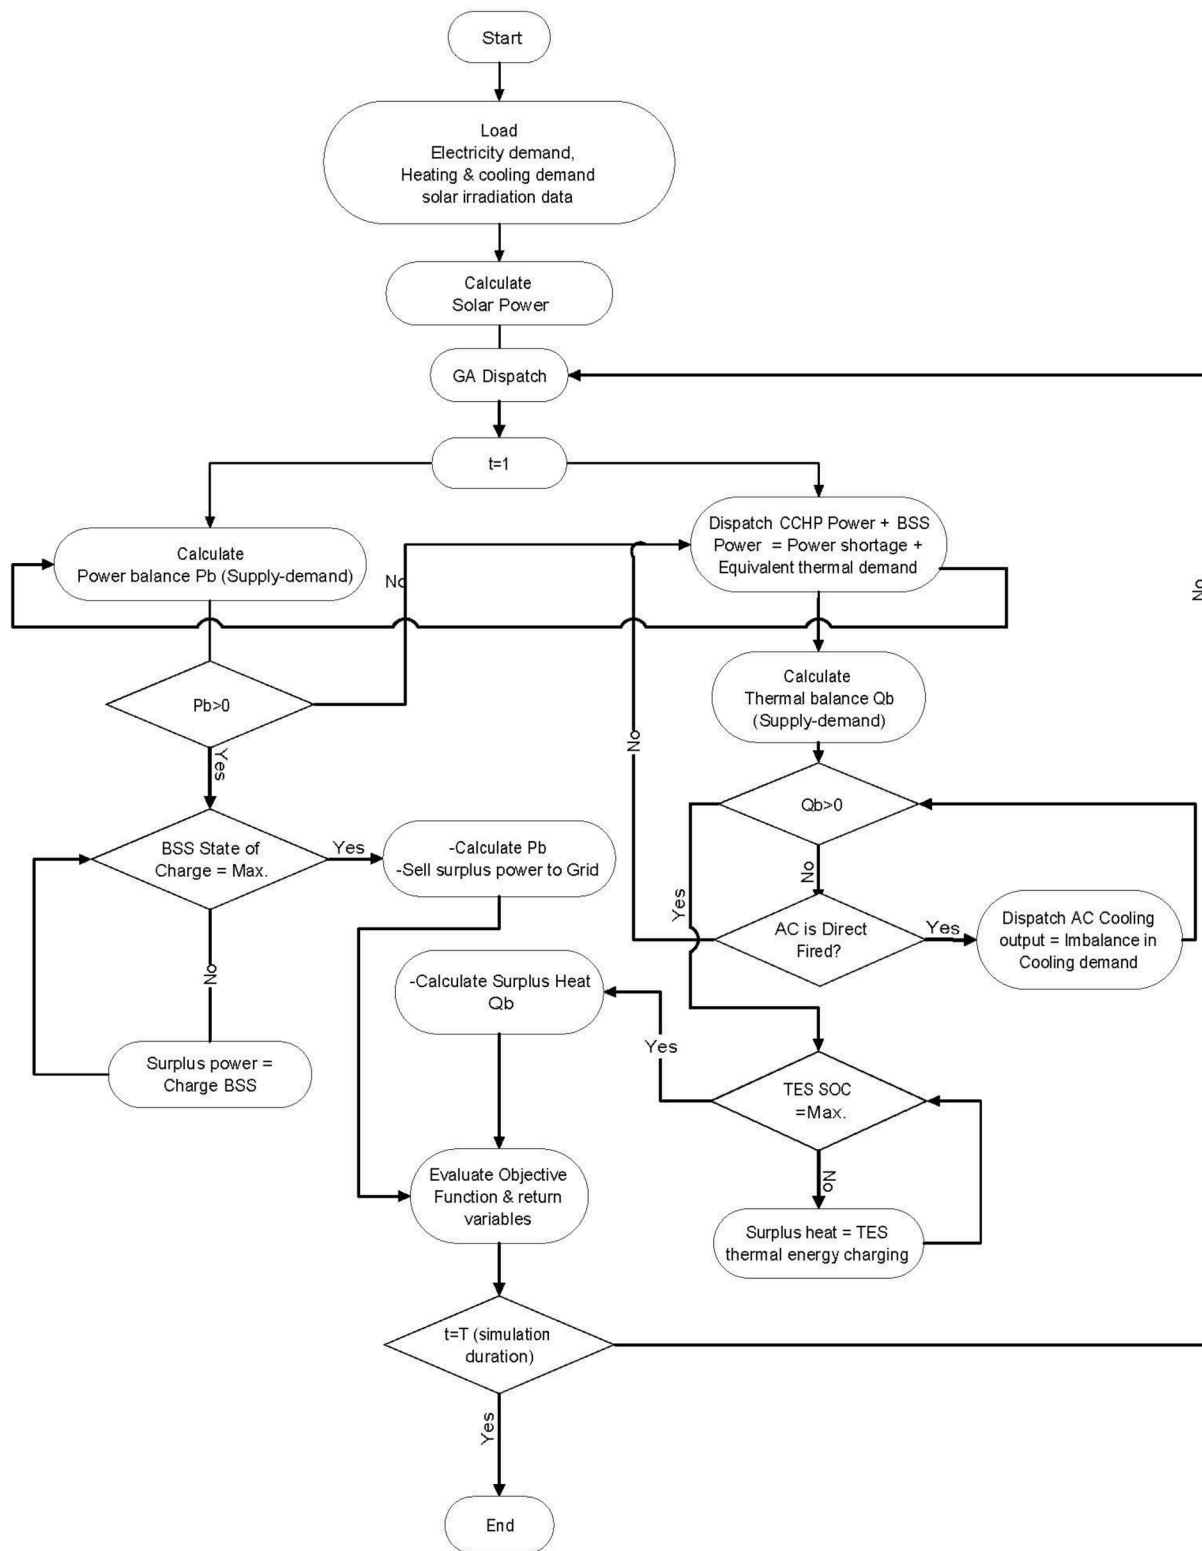 Start
Load
Electricity demand,
Heating & cooling demand
solar irradiation data
Calculate
Solar Power
GA Dispatch
t=1
Calculate
Power balance Pb (Supply-demand)
Dispatch CCHP Power + BSS
Power = Power shortage +
Equivalent thermal demand
No
No
Pb>0
Yes
Calculate
Thermal balance Qb
(Supply-demand)
No
Qb>0
Yes
No
BSS State of
Charge = Max.
Yes
-Calculate Pb
-Sell surplus power to Grid
AC is Direct
Fired?
Yes
Dispatch AC Cooling
output = Imbalance in
Cooling demand
No
-Calculate Surplus Heat
Qb
Yes
Surplus power =
Charge BSS
TES SOC
=Max.
No
Evaluate Objective
Function & return
variables
Surplus heat = TES
thermal energy charging
t=T (simulation
duration)
Yes
End